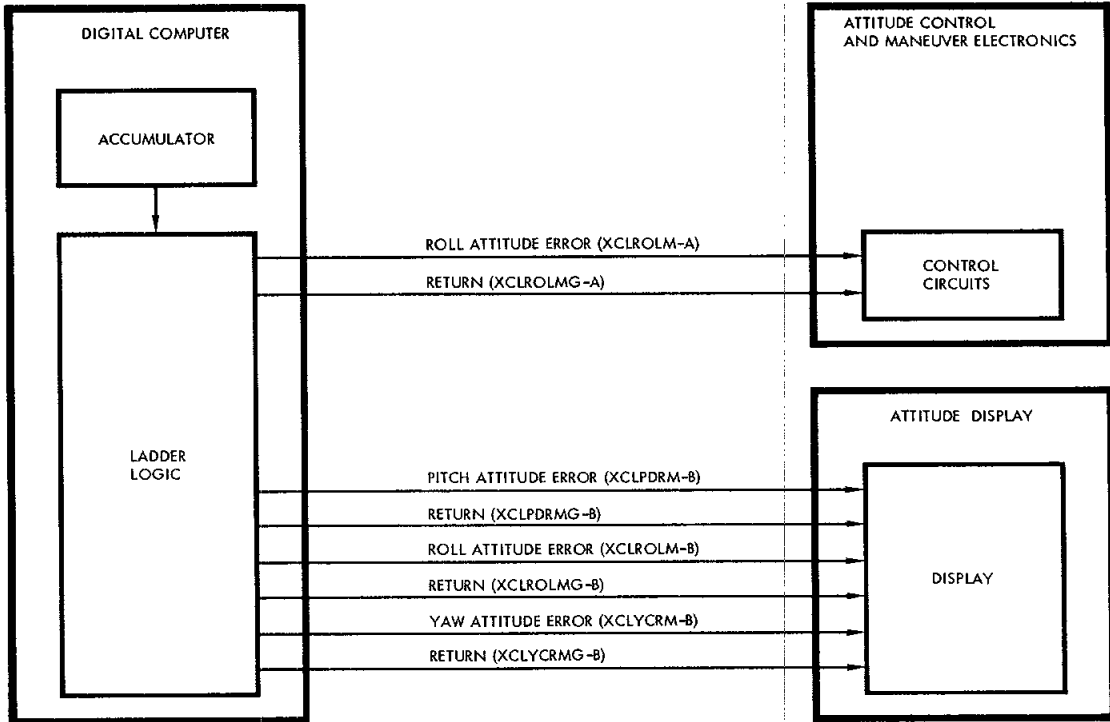 DIGITAL COMPUTER
ACCUMULATOR
LADDER
LOGIC
ATTITUDE CONTROL
AND MANEUVER ELECTRONICS
ROLL ATTITUDE ERROR (XCLROLM-A)
RETURN (XCLROLMG-A)
CONTROL
CIRCUITS
ATTITUDE DISPLAY
PITCH ATTITUDE ERROR (XCLPDRM-B)
RETURN (XCLPDRMG-B)
ROLL ATTITUDE ERROR (XCLROLM-B)
RETURN (XCLROLMG-B)
YAW ATTITUDE ERROR (XCLYCRM-B)
RETURN (XCLYCRMG-B)
DISPLAY